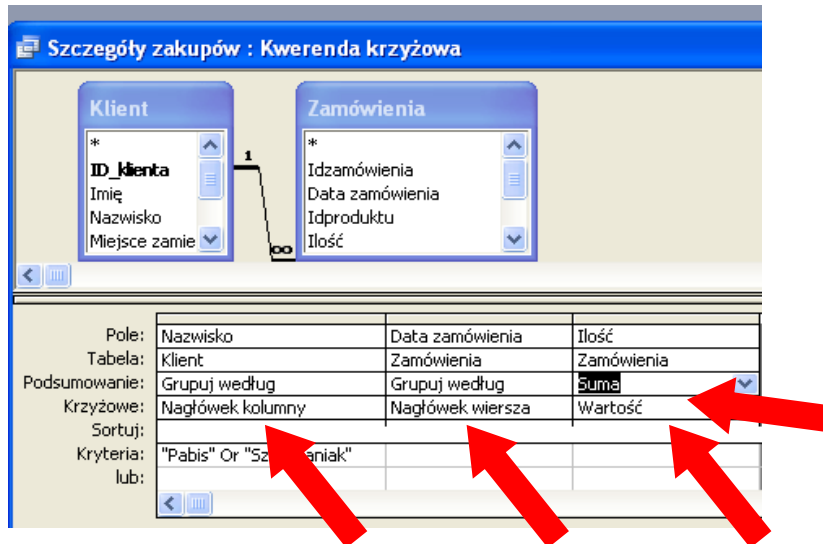 Szczegóły zakupów : Kwerenda krzyżowa
Klient
*
ID_klienta
Imię
Nazwisko
Miejsce zamie
1
∞
Zamówienia
*
Idzamówienia
Data zamówienia
Idproduktu
Ilość
Pole: Nazwisko Data zamówienia Ilość
Tabela: Klient Zamówienia Zamówienia
Podsumowanie: Grupuj według Grupuj według Suma
Krzyżowe: Nagłówek kolumny Nagłówek wiersza Wartość
Sortuj:
Kryteria: "Pabis" Or
lub: